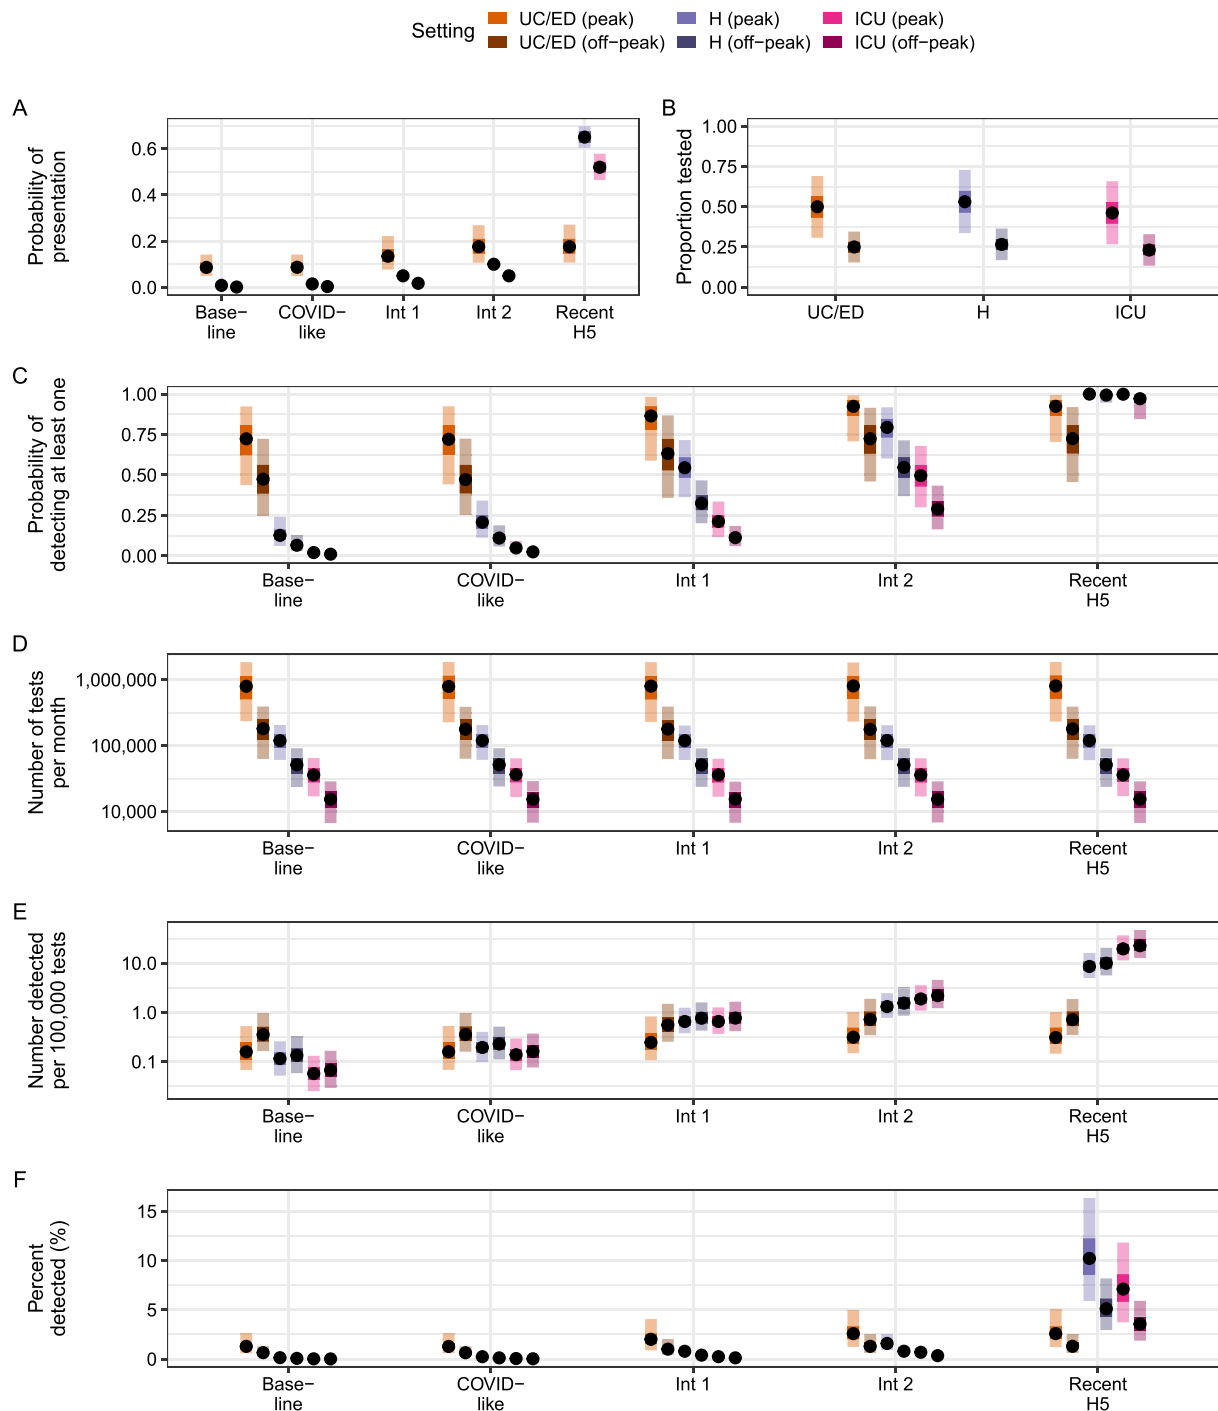 Setting
UC/ED (peak)
UC/ED (off−peak)
H (peak)
H (off−peak)
ICU (peak)
ICU (off−peak)
A
Probability of
presentation
0.6
0.4
0.2
0.0
Base−
line
COVID−
like
Int 1
Int 2
Recent
H5
B
Proportion tested
1.00
0.75
0.50
0.25
0.00
UC/ED
H
ICU
C
Probability of
detecting at least one
1.00
0.75
0.50
0.25
0.00
Base−
line
COVID−
like
Int 1
Int 2
Recent
H5
D
Number of tests
per month
1,000,000
100,000
10,000
Base−
line
COVID−
like
Int 1
Int 2
Recent
H5
E
Number detected
per 100,000 tests
10.0
1.0
0.1
Base−
line
COVID−
like
Int 1
Int 2
Recent
H5
F
Percent
detected (%)
15
10
5
0
Base−
line
COVID−
like
Int 1
Int 2
Recent
H5